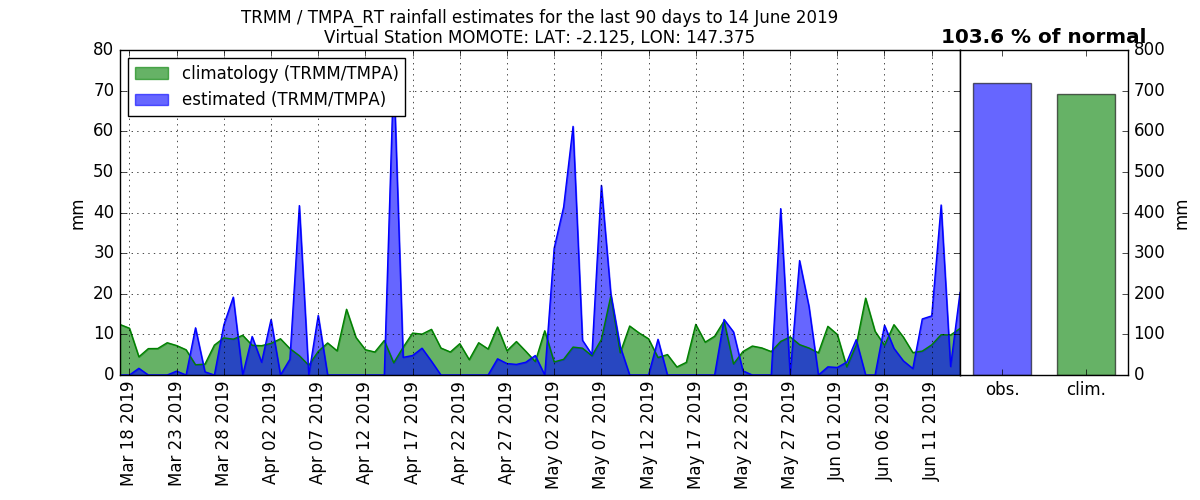 TRMM / TMPA_RT rainfall estimates for the last 90 days to 14 June 2019
Virtual Station MOMOTE: LAT: -2.125, LON: 147.375
103.6 % of normal
climatology (TRMM/TMPA)
estimated (TRMM/TMPA)
mm
80
70
60
50
40
30
20
10
0
Mar 18 2019
Mar 23 2019
Mar 28 2019
Apr 02 2019
Apr 07 2019
Apr 12 2019
Apr 17 2019
Apr 22 2019
Apr 27 2019
May 02 2019
May 07 2019
May 12 2019
May 17 2019
May 22 2019
May 27 2019
Jun 01 2019
Jun 06 2019
Jun 11 2019
obs.
clim.
800
700
600
500
400
300
200
100
0
mm